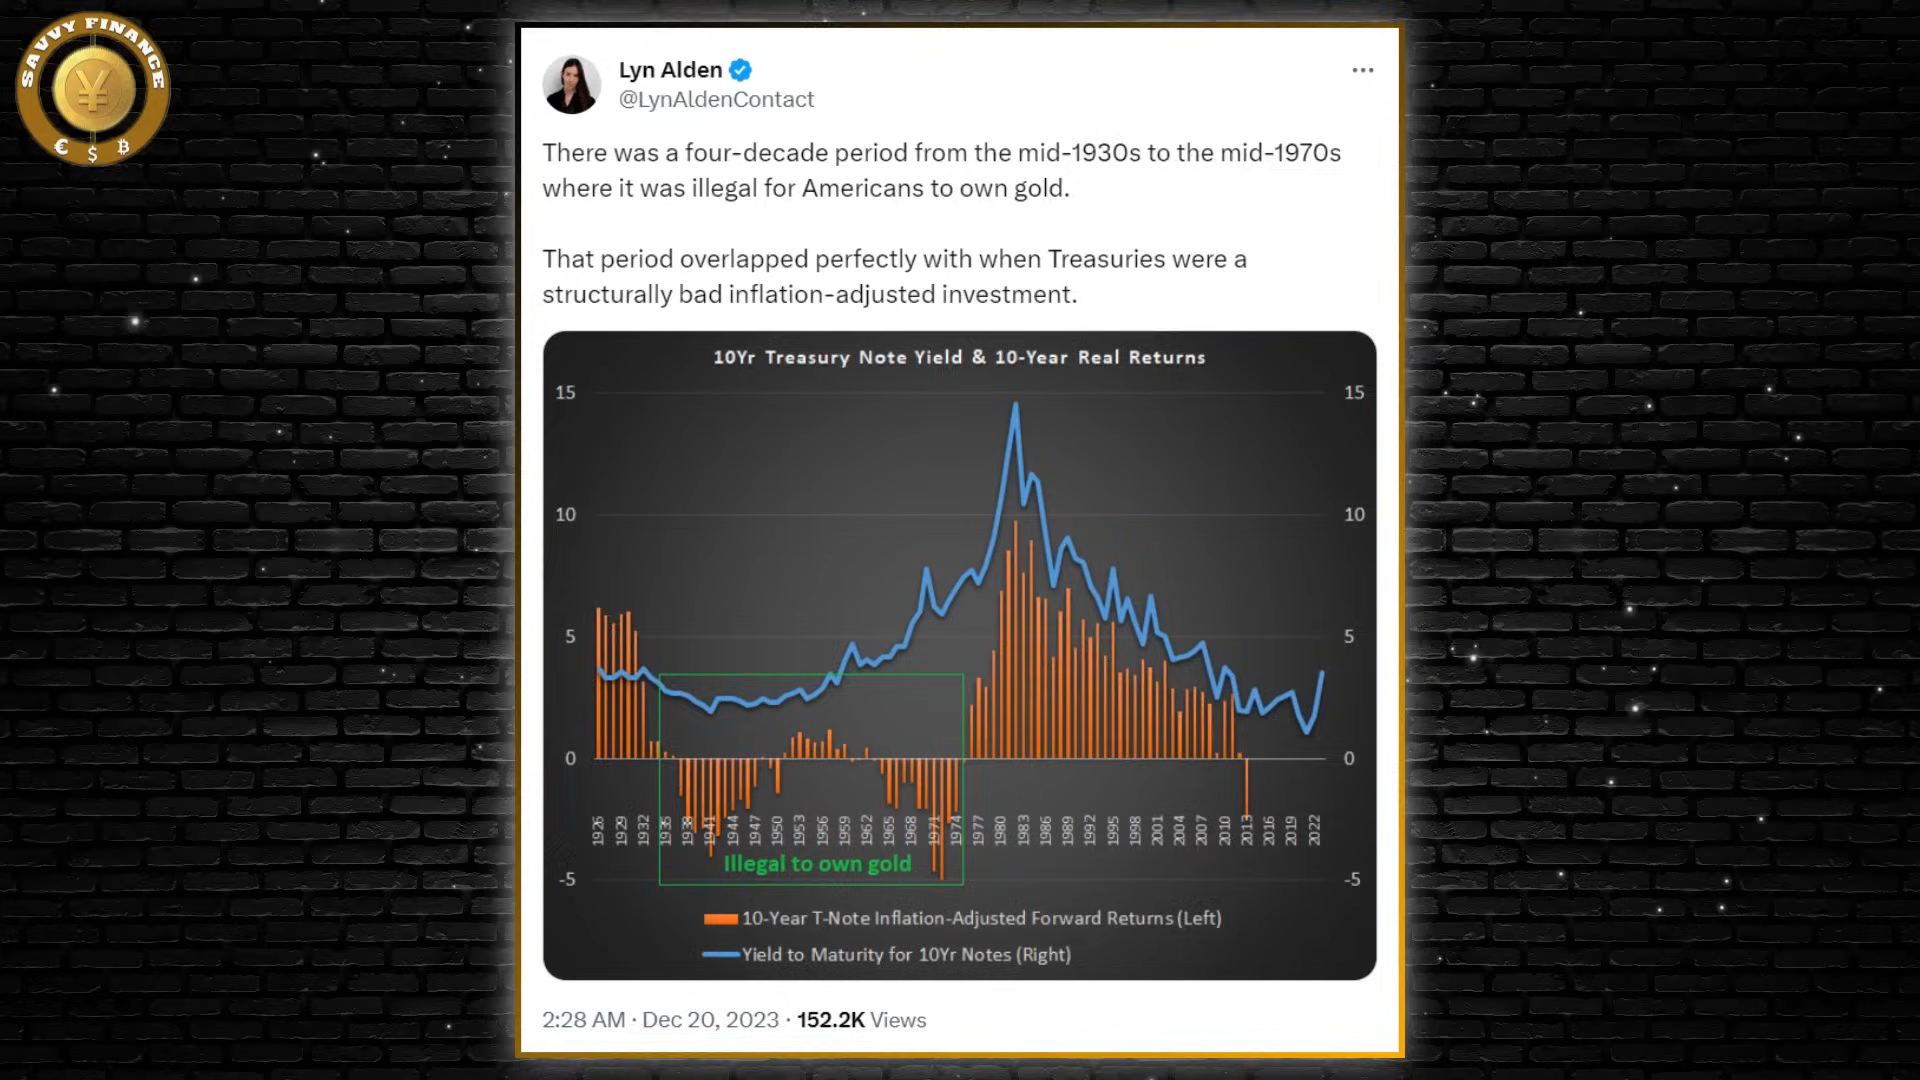 SAVVY FINANCE
¥
€ $ ₿
Lyn Alden
@LynAldenContact
There was a four-decade period from the mid-1930s to the mid-1970s
where it was illegal for Americans to own gold.
That period overlapped perfectly with when Treasuries were a
structurally bad inflation-adjusted investment.
10Yr Treasury Note Yield & 10-Year Real Returns
15 15
10 10
5 5
0 0
1926 1929 1932 1935 1938 1941 1944 1947 1950 1953 1956 1959 1962 1965 1968 1971 1974 1977 1980 1983 1986 1989 1992 1995 1998 2001 2004 2007 2010 2013 2016 2019 2022
Illegal to own gold
-5 -5
10-Year T-Note Inflation-Adjusted Forward Returns (Left)
Yield to Maturity for 10Yr Notes (Right)
2:28 AM · Dec 20, 2023 · 152.2K Views